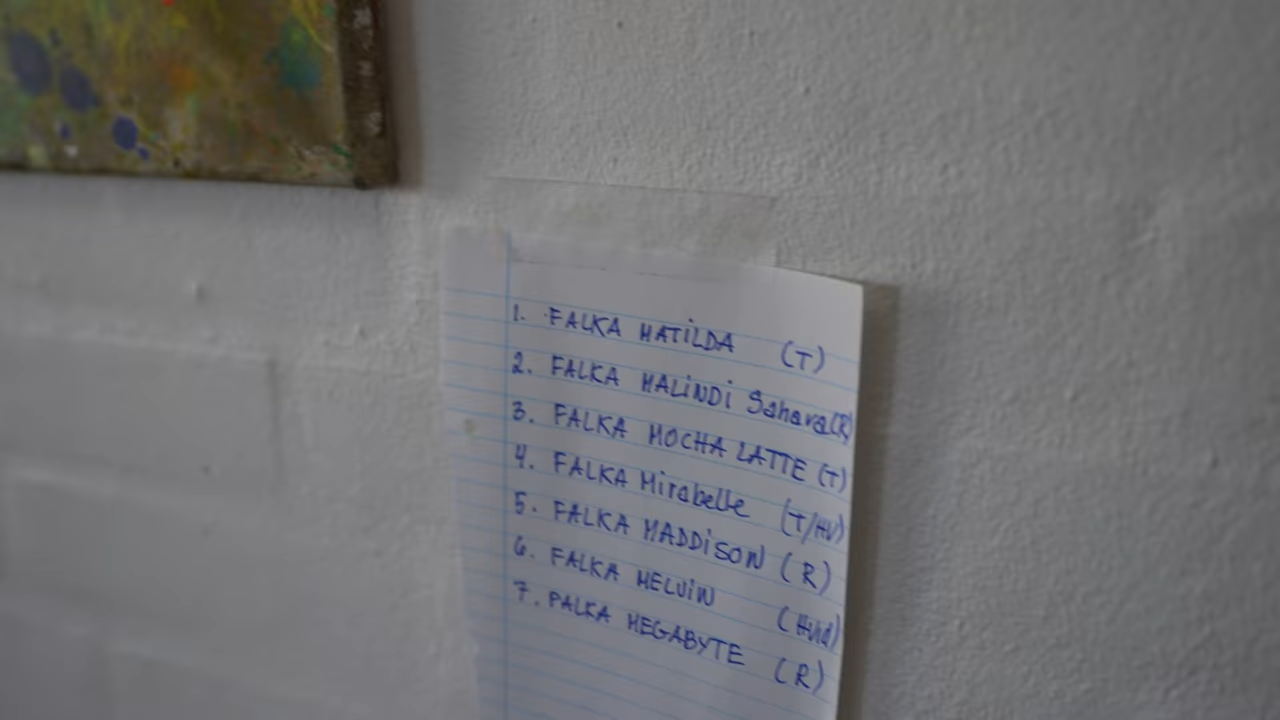 1. FALKA MATiLDA (T)
2. FALKA MALiNDi Sahara(R)
3. FALKA MOCHA LATTE (T)
4. FALKA Mirabelle (T/HV)
5. FALKA MADDiSON (R)
6. FALKA MELViN (Hvid)
7. FALKA MEGABYTE (R)